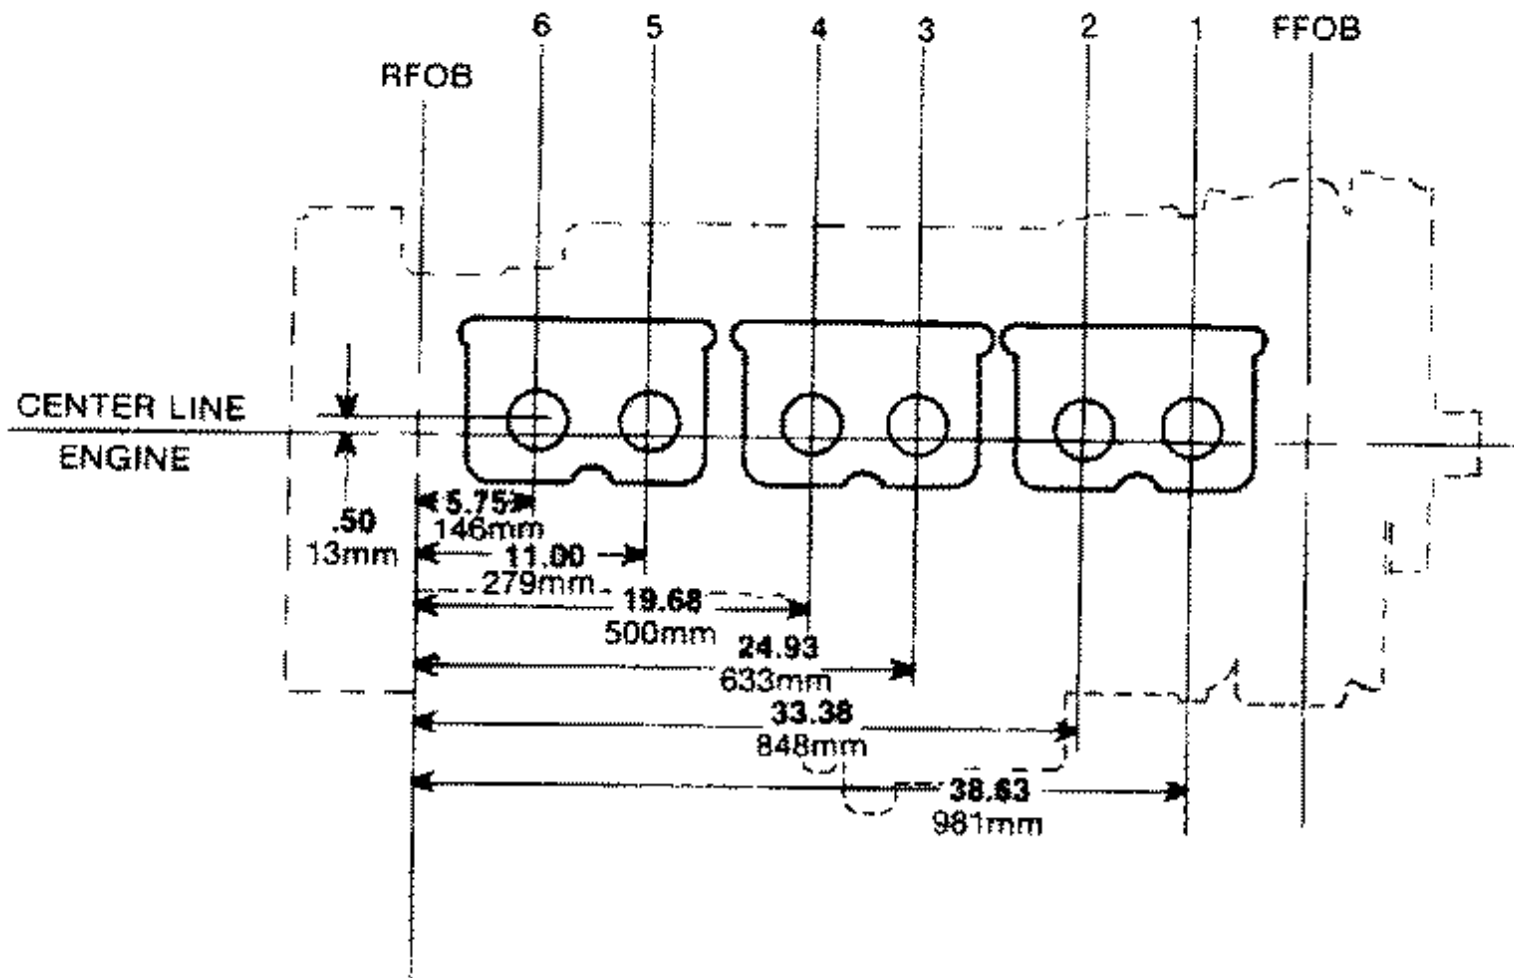 6 5 4 3 2 1 FFOB
RFOB
CENTER LINE
ENGINE
.50
13mm
5.75
146mm
11.00
279mm
19.68
500mm
24.93
633mm
33.38
848mm
38.63
981mm